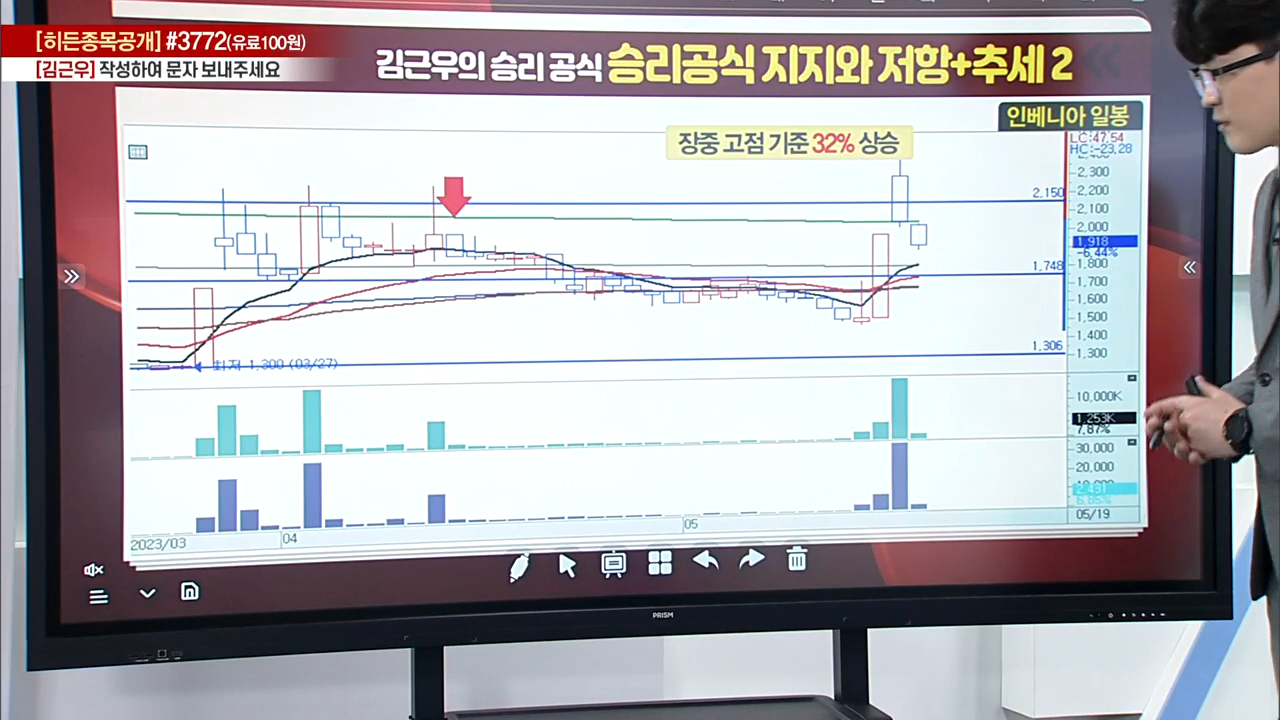 [히든종목공개] #3772(유료100원)
[김근우] 작성하여 문자 보내주세요
김근우의 승리 공식 승리공식 지지와 저항+추세 2
인베니아 일봉
장중 고점 기준 32% 상승
LC:47,54
HC:-23,28
2,400
2,300
2,200
2,150
2,100
2,000
1,918
-6,44%
1,800
1,748
1,700
1,600
1,500
1,400
1,306
1,300
최저 1,300 (03/27)
10,000K
1,253K
7,87%
30,000
20,000
10,000
2,491
05/19
2023/03
04
05
PRISM